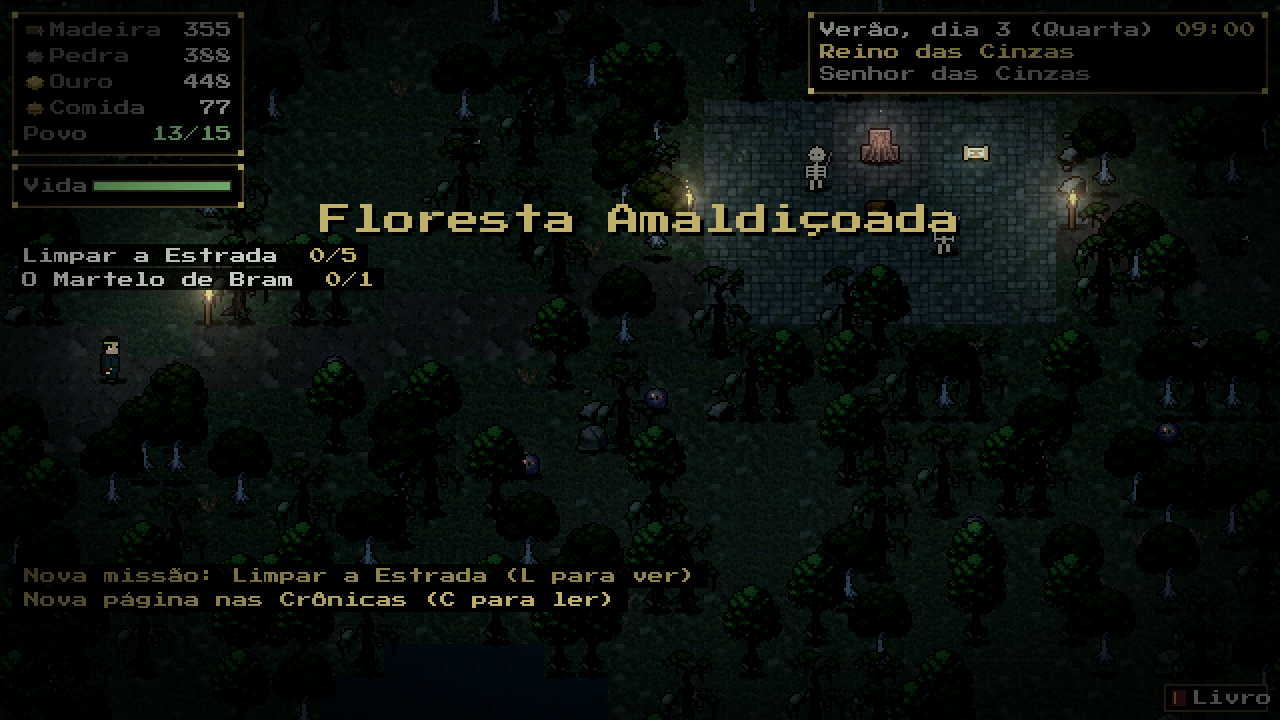 Madeira 355
Pedra 388
Ouro 448
Comida 77
Povo 13/15
Vida
Verão, dia 3 (Quarta) 09:00
Reino das Cinzas
Senhor das Cinzas
Floresta Amaldiçoada
Limpar a Estrada 0/5
O Martelo de Bram 0/1
Nova missão: Limpar a Estrada (L para ver)
Nova página nas Crônicas (C para ler)
Livro